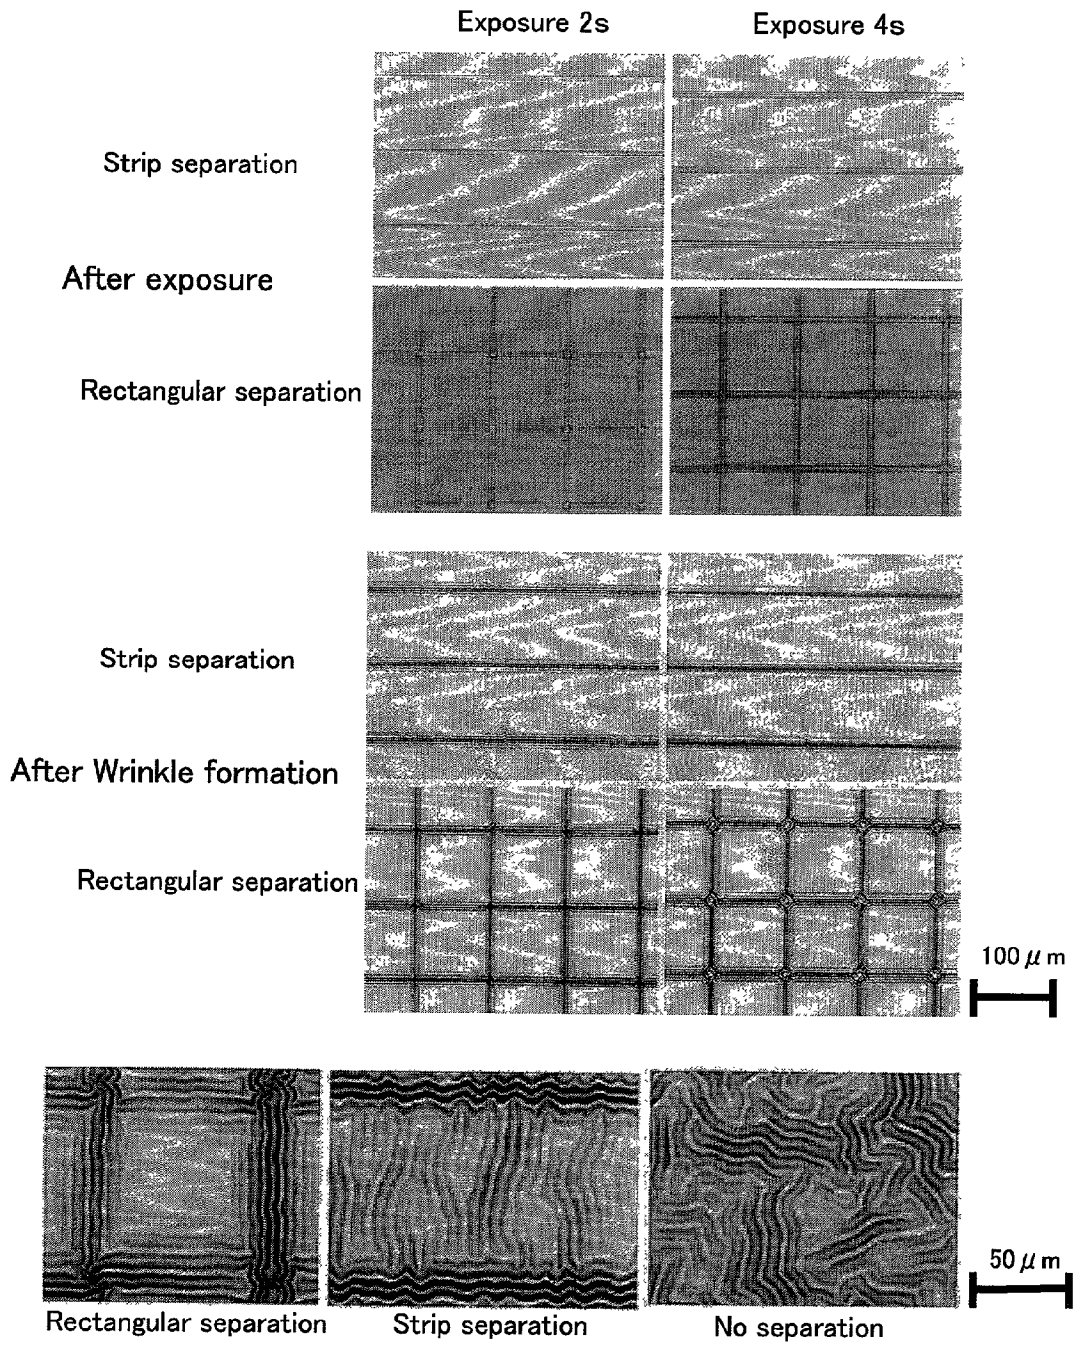 Exposure 2s
Exposure 4s
Strip separation
After exposure
Rectangular separation
Strip separation
After Wrinkle formation
Rectangular separation
100 μm
50 μm
Rectangular separation
Strip separation
No separation